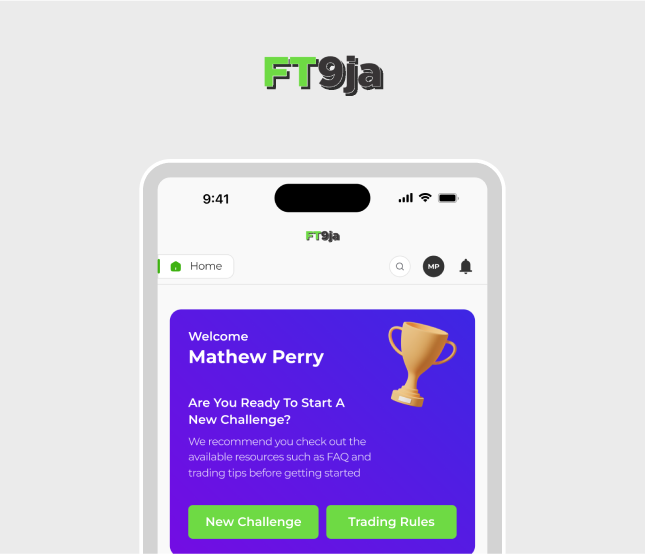 FT9ja
9:41
FT9ja
Home
MP
Welcome
Mathew Perry
Are You Ready To Start A
New Challenge?
We recommend you check out the
available resources such as FAQ and
trading tips before getting started
New Challenge
Trading Rules